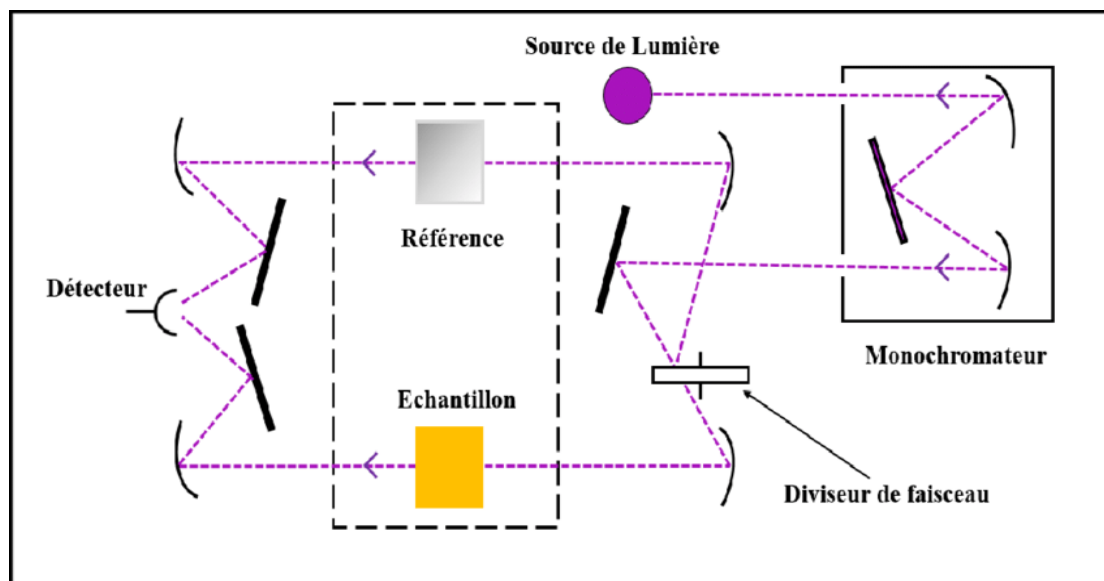 Source de Lumière
Référence
Détecteur
Monochromateur
Echantillon
Diviseur de faisceau